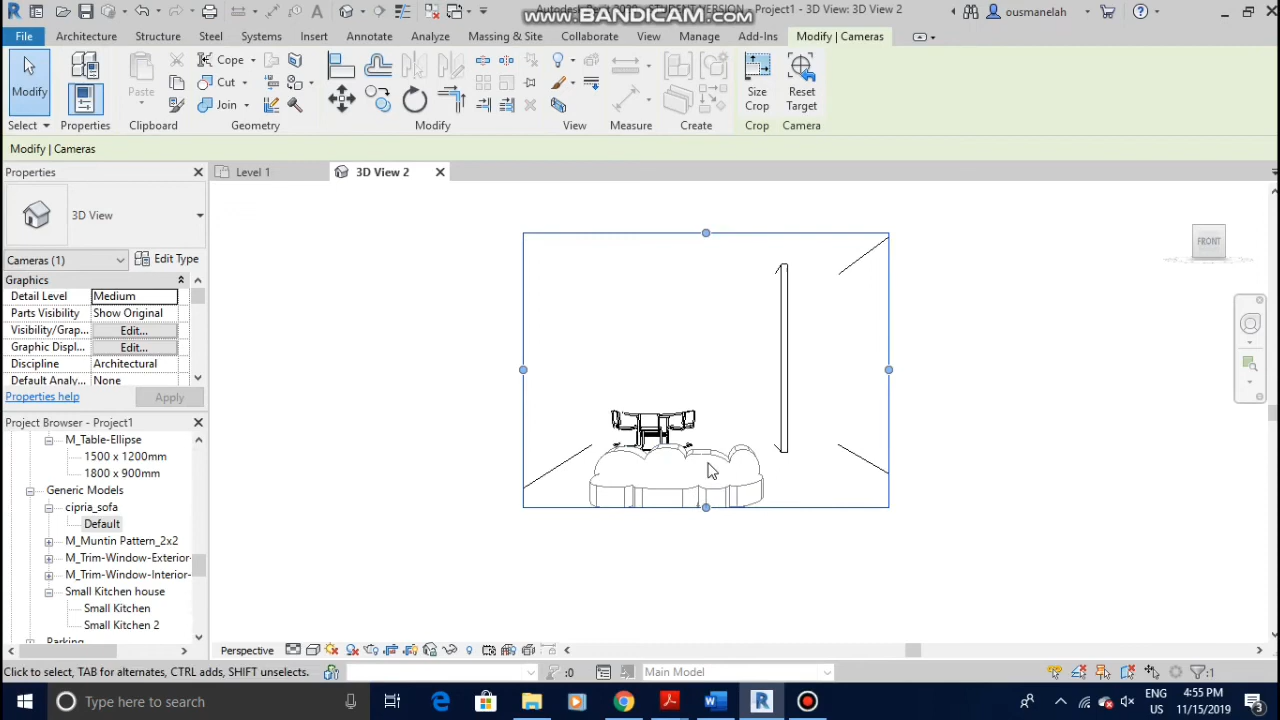 www.BANDICAM.com
Project1 - 3D View: 3D View 2
ousmanelah
File
Architecture
Structure
Steel
Systems
Insert
Annotate
Analyze
Massing & Site
Collaborate
View
Manage
Add-Ins
Modify | Cameras
Modify
Paste
Cope
Cut
Join
Size
Crop
Reset
Target
Select
Properties
Clipboard
Geometry
Modify
View
Measure
Create
Crop
Camera
Modify | Cameras
Properties
Level 1
3D View 2
3D View
FRONT
Cameras (1)
Edit Type
Graphics
Detail Level
Medium
Parts Visibility
Show Original
Visibility/Grap...
Edit...
Graphic Displ...
Edit...
Discipline
Architectural
Default Analy...
None
Properties help
Apply
Project Browser - Project1
M_Table-Ellipse
1500 x 1200mm
1800 x 900mm
Generic Models
cipria_sofa
Default
M_Muntin Pattern_2x2
M_Trim-Window-Exterior-
M_Trim-Window-Interior-
Small Kitchen house
Small Kitchen
Small Kitchen 2
Parking
Perspective
Click to select, TAB for alternates, CTRL adds, SHIFT unselects.
:0
Main Model
:1
Type here to search
ENG
US
4:55 PM
11/15/2019
3